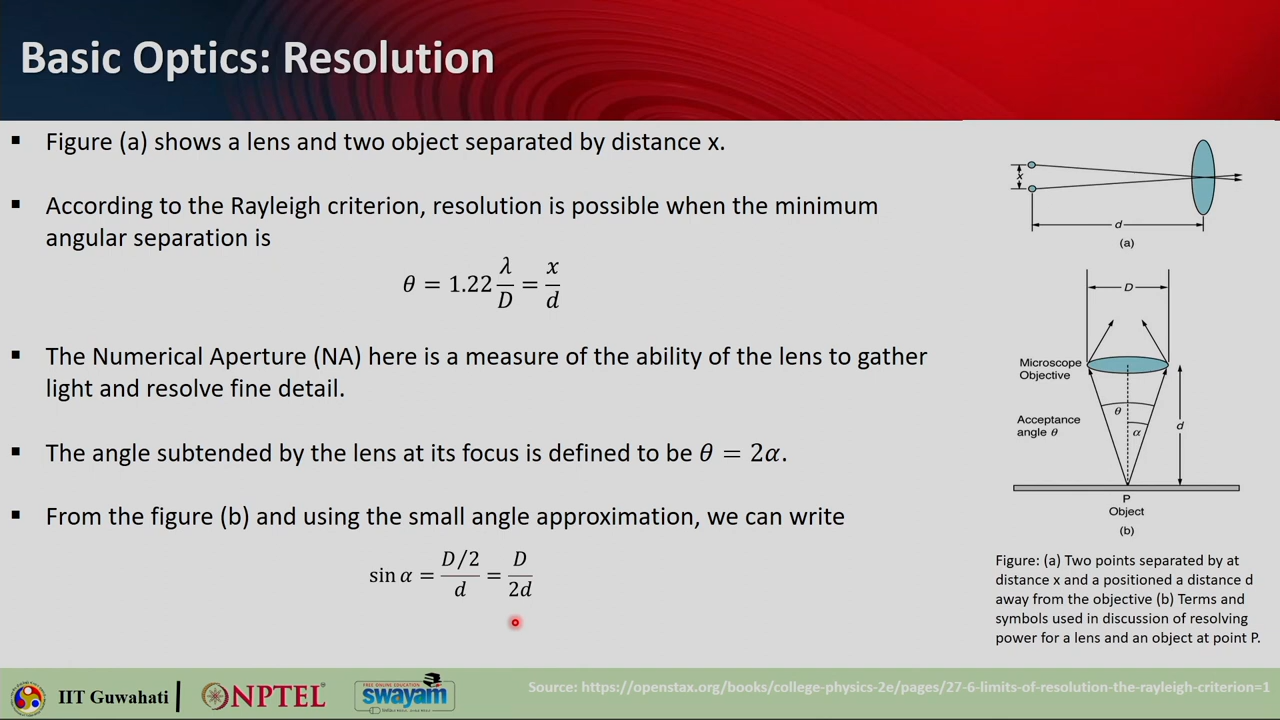 Basic Optics: Resolution
▪ Figure (a) shows a lens and two object separated by distance x.
▪ According to the Rayleigh criterion, resolution is possible when the minimum
angular separation is
θ = 1.22 λ/D = x/d
▪ The Numerical Aperture (NA) here is a measure of the ability of the lens to gather
light and resolve fine detail.
▪ The angle subtended by the lens at its focus is defined to be θ = 2α.
▪ From the figure (b) and using the small angle approximation, we can write
sin α = (D/2)/d = D/2d
x
d
(a)
D
Microscope
Objective
Acceptance
angle θ
θ
α
d
P
Object
(b)
Figure: (a) Two points separated by at
distance x and a positioned a distance d
away from the objective (b) Terms and
symbols used in discussion of resolving
power for a lens and an object at point P.
IIT Guwahati
NPTEL
FREE ONLINE EDUCATION
swayam
Source: https://openstax.org/books/college-physics-2e/pages/27-6-limits-of-resolution-the-rayleigh-criterion=1